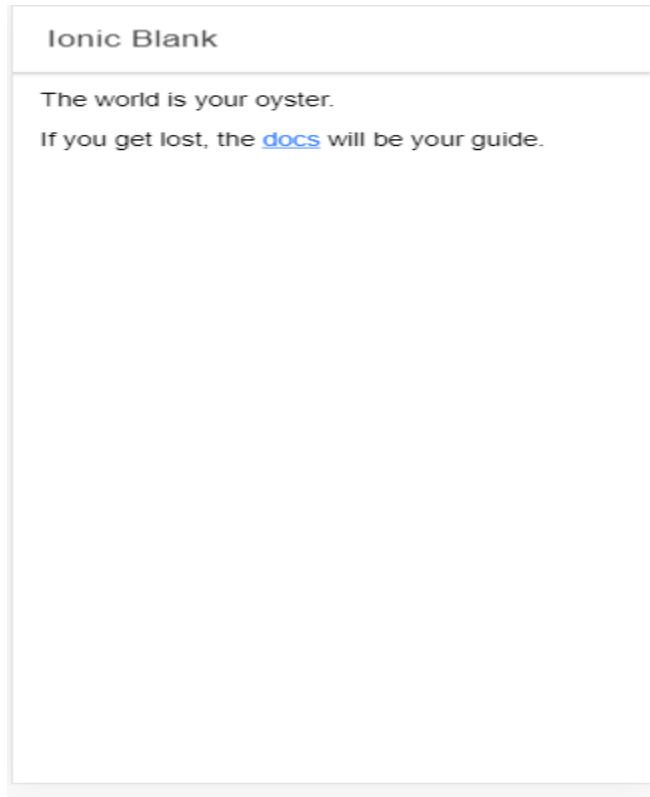 Ionic Blank
The world is your oyster.
If you get lost, the docs will be your guide.